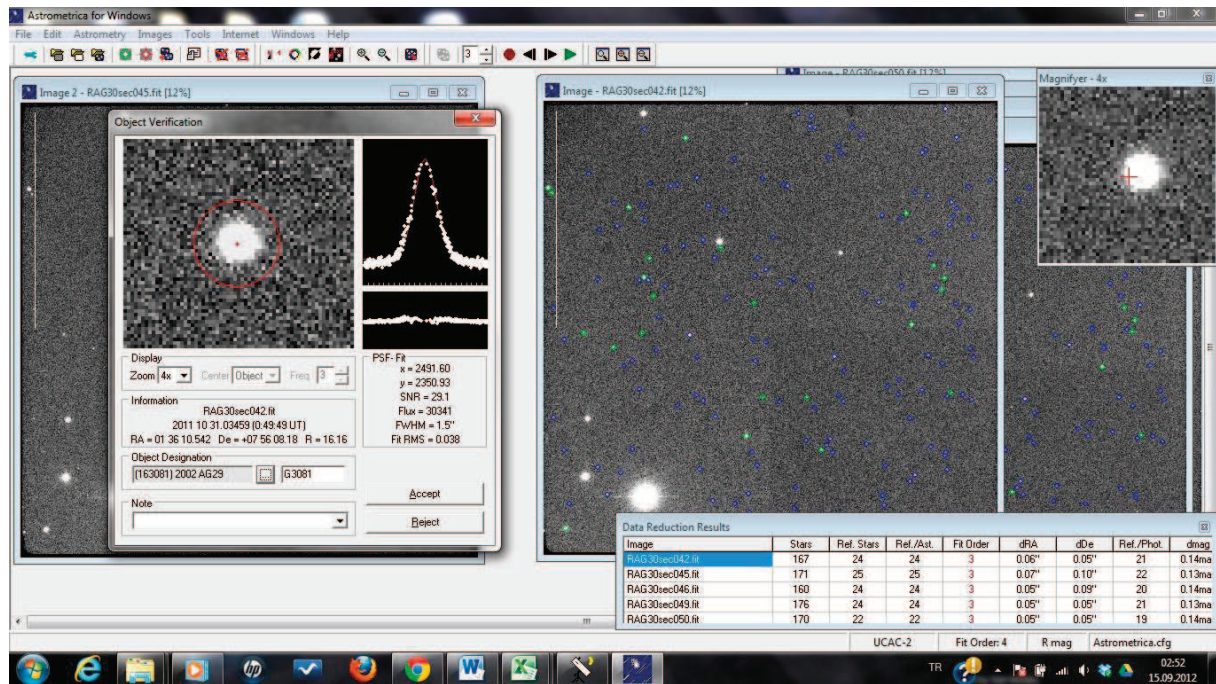 Astrometrica for Windows
File Edit Astrometry Images Tools Internet Windows Help
3
Image 2 - RAG30sec045.fit [12%]
Image - RAG30sec042.fit [12%]
Image - RAG30sec050.fit [12%]
Magnifyer - 4x
Object Verification
Display
Zoom 4x Center Object Freq. 3
Information
RAG30sec042.fit
2011 10 31.03459 (0:49:49 UT)
RA = 01 36 10.542 De = +07 56 08.18 R = 16.16
Object Designation
(163081) 2002 AG29 ... G3081
Note
PSF-Fit
x = 2491.60
y = 2350.93
SNR = 29.1
Flux = 30341
FWHM = 1.5"
Fit RMS = 0.038
Accept
Reject
Data Reduction Results
Image Stars Ref. Stars Ref./Ast. Fit Order dRA dDe Ref./Phot. dmag
RAG30sec042.fit 167 24 24 3 0.06" 0.05" 21 0.14ma
RAG30sec045.fit 171 25 25 3 0.07" 0.10" 22 0.13ma
RAG30sec046.fit 160 24 24 3 0.05" 0.09" 20 0.14ma
RAG30sec049.fit 176 24 24 3 0.05" 0.05" 21 0.13ma
RAG30sec050.fit 170 22 22 3 0.05" 0.05" 19 0.14ma
UCAC-2 Fit Order: 4 R mag Astrometrica.cfg
hp
W
X
TR
02:52
15.09.2012